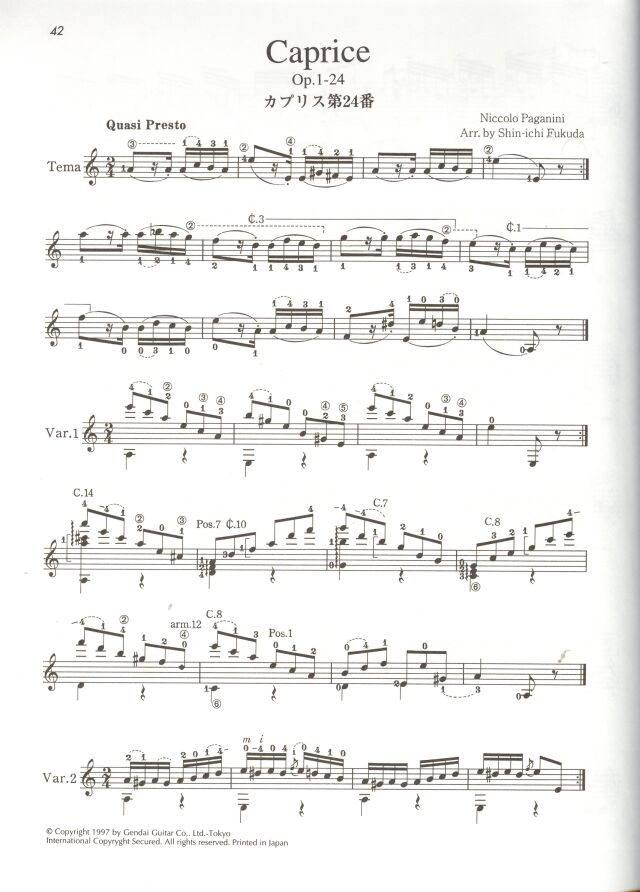 42
Caprice
Op.1-24
カプリス第24番
Quasi Presto
Niccolo Paganini
Arr. by Shin-ichi Fukuda
Tema
₵.3
₵.1
Var.1
C.14
Pos.7 ₵.10
C.7
C.8
arm.12
C.8
Pos.1
m i
Var.2
© Copyright 1997 by Gendai Guitar Co,. Ltd.-Tokyo
International Copyryght Secured. All rights reserved. Printed in Japan